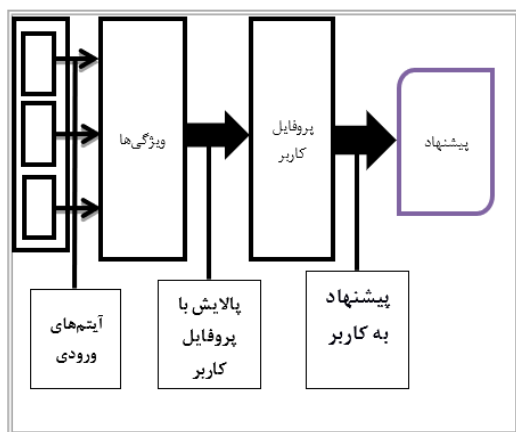 ویژگی‌ها
پروفایل
کاربر
پیشنهاد
آیتم‌های
ورودی
پالایش با
پروفایل
کاربر
پیشنهاد
به کاربر